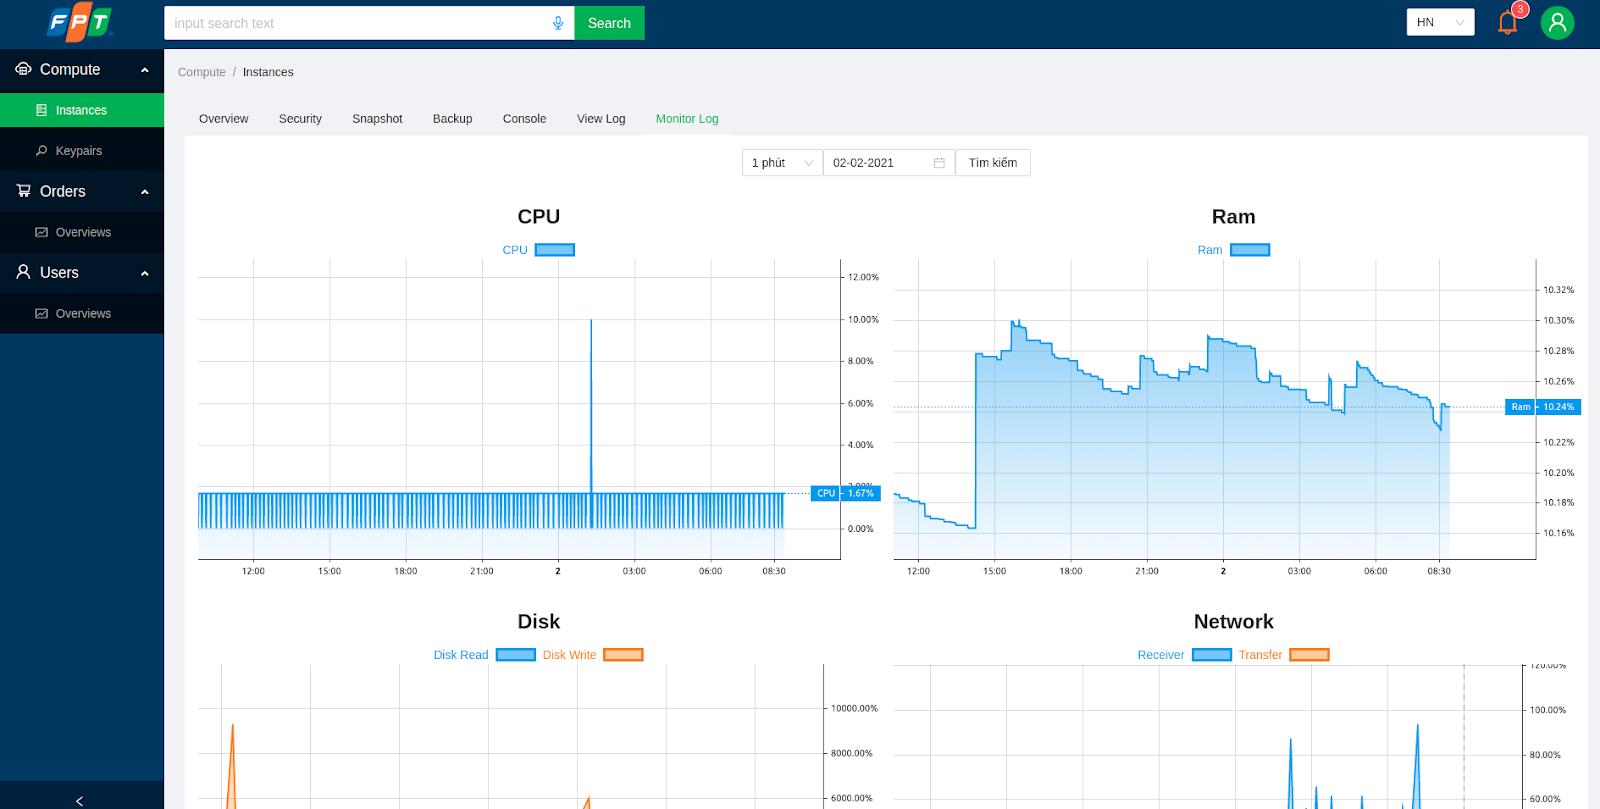 FPT
input search text
Search
HN
3
Compute
Instances
Keypairs
Orders
Overviews
Users
Overviews
Compute / Instances
Overview Security Snapshot Backup Console View Log Monitor Log
1 phút
02-02-2021
Tìm kiếm
CPU
CPU
12.00%
10.00%
8.00%
6.00%
4.00%
2.00%
CPU 1.67%
0.00%
12:00 15:00 18:00 21:00 2 03:00 06:00 08:30
Ram
Ram
10.32%
10.30%
10.28%
10.26%
Ram 10.24%
10.22%
10.20%
10.18%
10.16%
12:00 15:00 18:00 21:00 2 03:00 06:00 08:30
Disk
Disk Read Disk Write
10000.00%
8000.00%
6000.00%
Network
Receiver Transfer
120.00%
100.00%
80.00%
60.00%